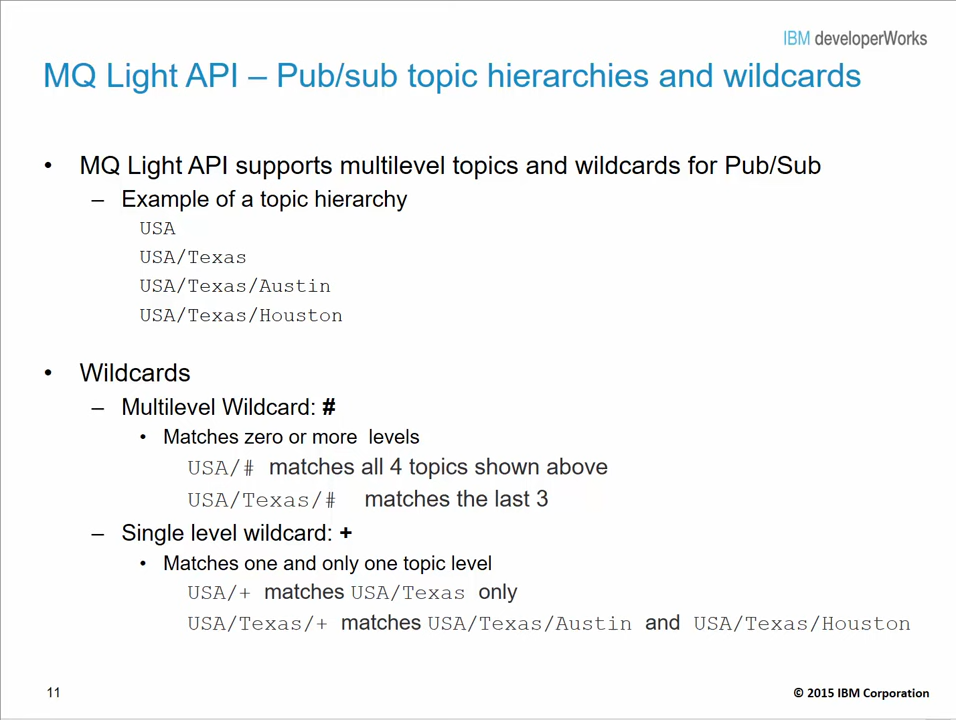 IBM developerWorks
MQ Light API – Pub/sub topic hierarchies and wildcards
• MQ Light API supports multilevel topics and wildcards for Pub/Sub
– Example of a topic hierarchy
USA
USA/Texas
USA/Texas/Austin
USA/Texas/Houston
• Wildcards
– Multilevel Wildcard: #
• Matches zero or more levels
USA/# matches all 4 topics shown above
USA/Texas/# matches the last 3
– Single level wildcard: +
• Matches one and only one topic level
USA/+ matches USA/Texas only
USA/Texas/+ matches USA/Texas/Austin and USA/Texas/Houston
11
© 2015 IBM Corporation